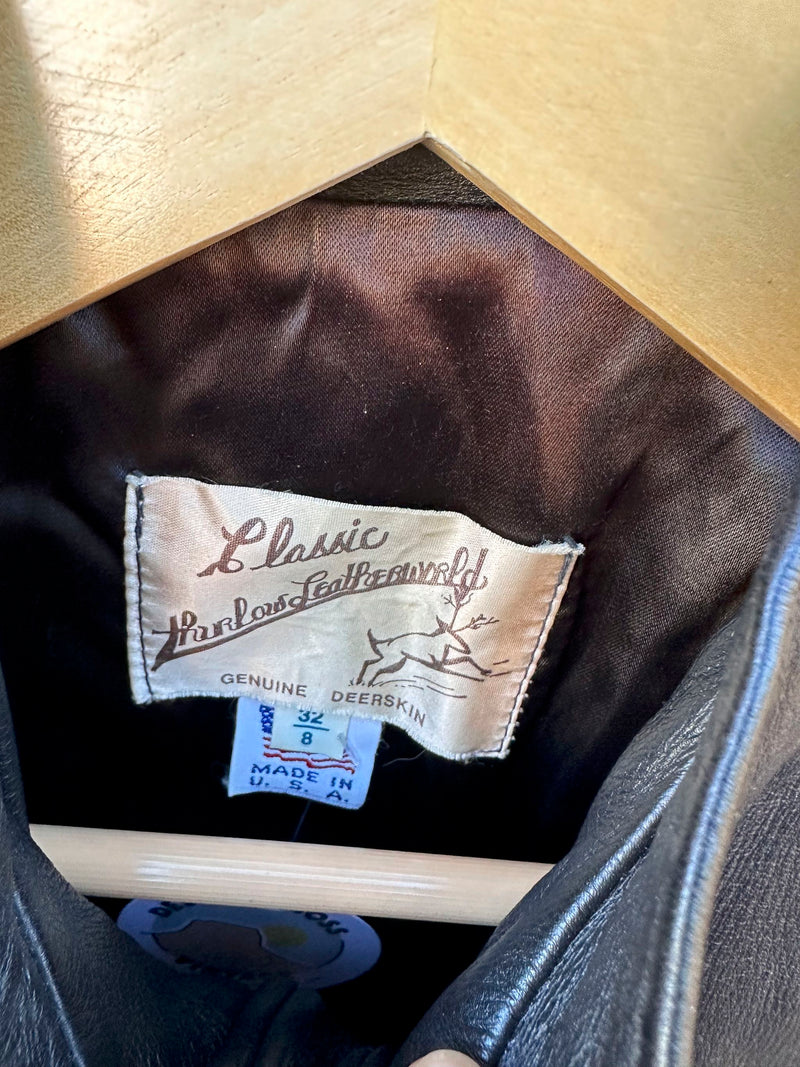 Classic
Thurlow Leatherworld
GENUINE DEERSKIN
32
8
MADE IN
U. S. A.